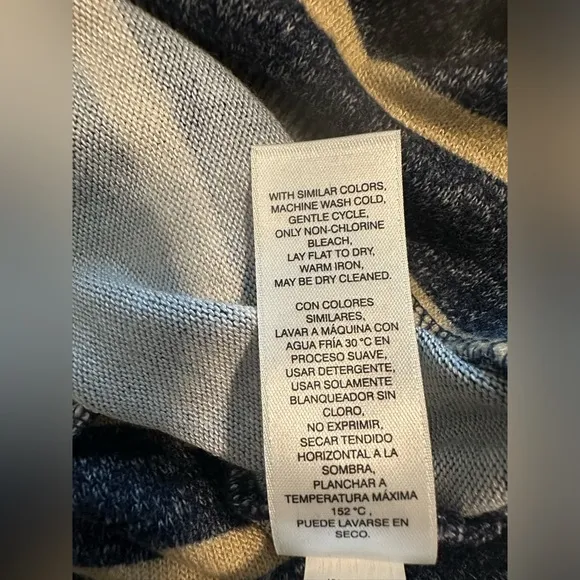 WITH SIMILAR COLORS,
MACHINE WASH COLD,
GENTLE CYCLE,
ONLY NON-CHLORINE
BLEACH,
LAY FLAT TO DRY,
WARM IRON,
MAY BE DRY CLEANED.
CON COLORES
SIMILARES,
LAVAR A MÁQUINA CON
AGUA FRÍA 30 °C EN
PROCESO SUAVE,
USAR DETERGENTE,
USAR SOLAMENTE
BLANQUEADOR SIN
CLORO,
NO EXPRIMIR,
SECAR TENDIDO
HORIZONTAL A LA
SOMBRA,
PLANCHAR A
TEMPERATURA MÁXIMA
152 °C ,
PUEDE LAVARSE EN
SECO.